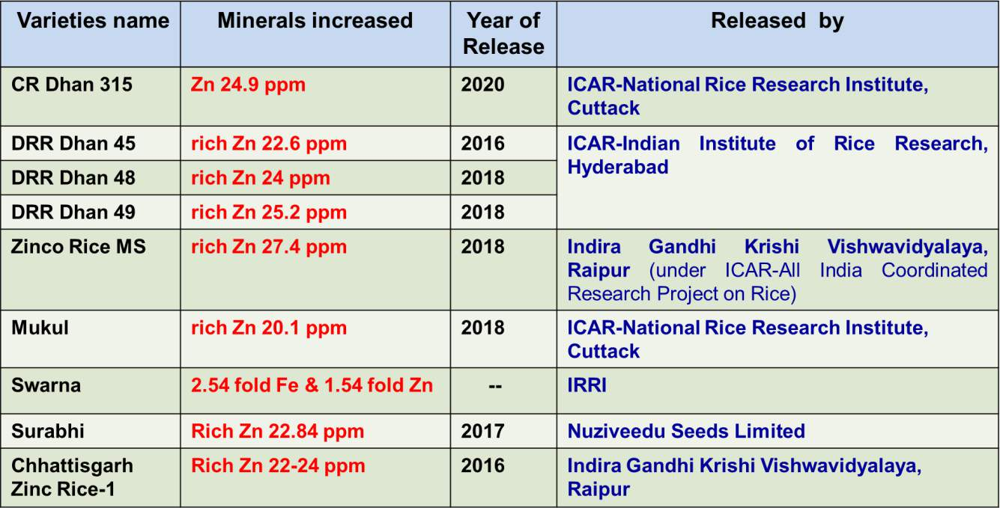 Varieties name
Minerals increased
Year of
Release
Released by
CR Dhan 315
Zn 24.9 ppm
2020
ICAR-National Rice Research Institute,
Cuttack
DRR Dhan 45
rich Zn 22.6 ppm
2016
ICAR-Indian Institute of Rice Research,
Hyderabad
DRR Dhan 48
rich Zn 24 ppm
2018
DRR Dhan 49
rich Zn 25.2 ppm
2018
Zinco Rice MS
rich Zn 27.4 ppm
2018
Indira Gandhi Krishi Vishwavidyalaya,
Raipur (under ICAR-All India Coordinated
Research Project on Rice)
Mukul
rich Zn 20.1 ppm
2018
ICAR-National Rice Research Institute,
Cuttack
Swarna
2.54 fold Fe & 1.54 fold Zn
--
IRRI
Surabhi
Rich Zn 22.84 ppm
2017
Nuziveedu Seeds Limited
Chhattisgarh
Zinc Rice-1
Rich Zn 22-24 ppm
2016
Indira Gandhi Krishi Vishwavidyalaya,
Raipur